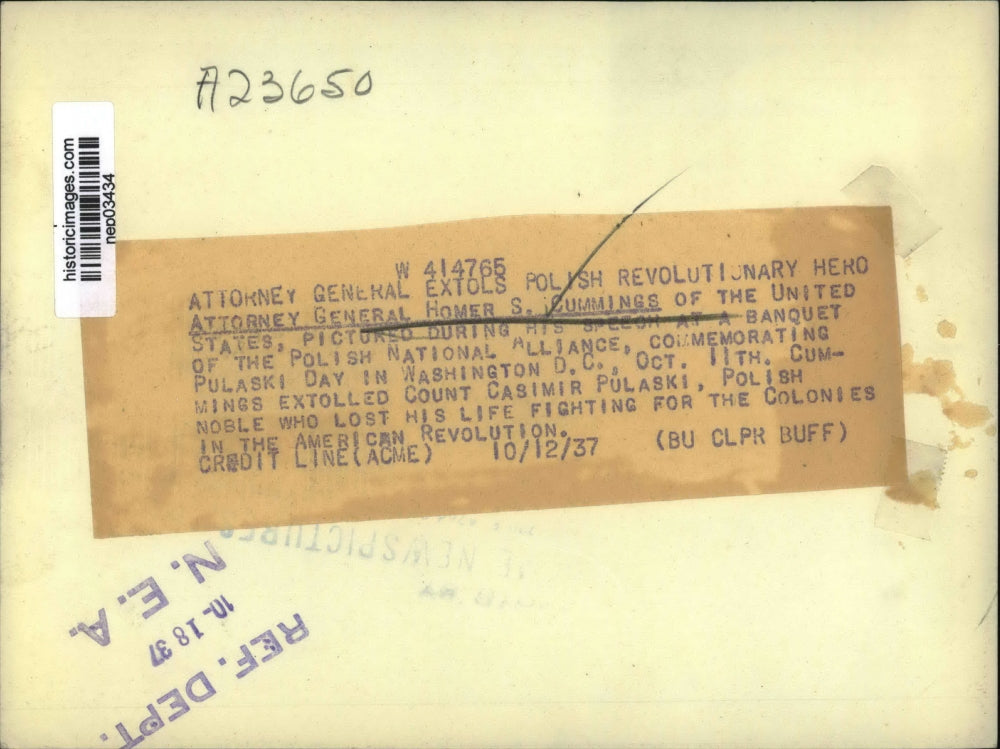 A23650
historicimages.com
nep03434
W 414765
ATTORNEY GENERAL EXTOLS POLISH REVOLUTIONARY HERO
ATTORNEY GENERAL HOMER S. CUMMINGS OF THE UNITED
STATES, PICTURED DURING HIS SPEECH AT A BANQUET
OF THE POLISH NATIONAL ALLIANCE, COMMEMORATING
PULASKI DAY IN WASHINGTON D.C., OCT. 11TH. CUM-
MINGS EXTOLLED COUNT CASIMIR PULASKI, POLISH
NOBLE WHO LOST HIS LIFE FIGHTING FOR THE COLONIES
IN THE AMERICAN REVOLUTION.
CREDIT LINE(ACME) 10/12/37 (BU CLPR BUFF)
NEWSPICTURES
N. E. A.
10-18 37
REF. DEPT.